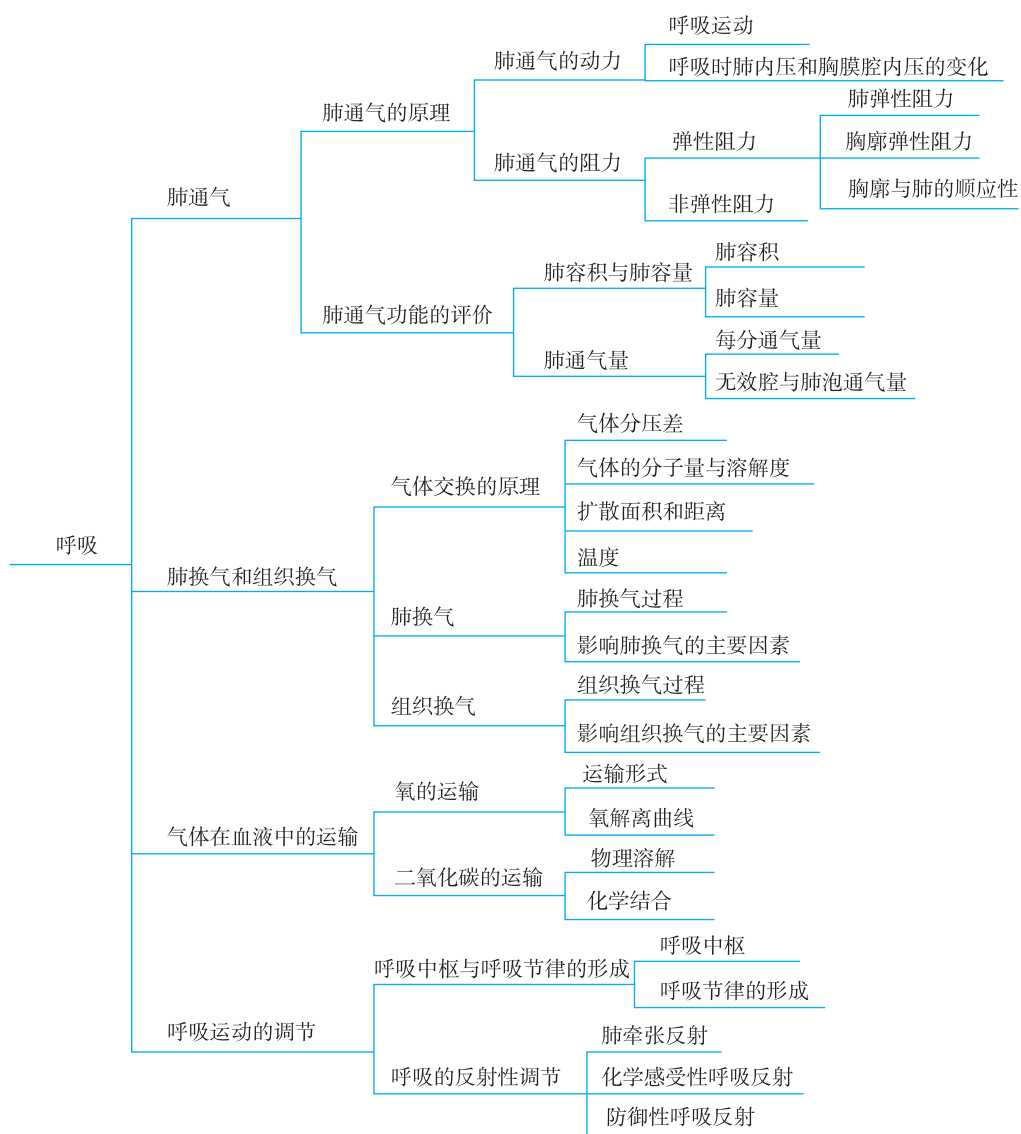 呼吸
肺通气
肺通气的原理
肺通气的动力
呼吸运动
呼吸时肺内压和胸膜腔内压的变化
肺通气的阻力
弹性阻力
肺弹性阻力
胸廓弹性阻力
胸廓与肺的顺应性
非弹性阻力
肺通气功能的评价
肺容积与肺容量
肺容积
肺容量
肺通气量
每分通气量
无效腔与肺泡通气量
肺换气和组织换气
气体交换的原理
气体分压差
气体的分子量与溶解度
扩散面积和距离
温度
肺换气
肺换气过程
影响肺换气的主要因素
组织换气
组织换气过程
影响组织换气的主要因素
气体在血液中的运输
氧的运输
运输形式
氧解离曲线
二氧化碳的运输
物理溶解
化学结合
呼吸运动的调节
呼吸中枢与呼吸节律的形成
呼吸中枢
呼吸节律的形成
呼吸的反射性调节
肺牵张反射
化学感受性呼吸反射
防御性呼吸反射